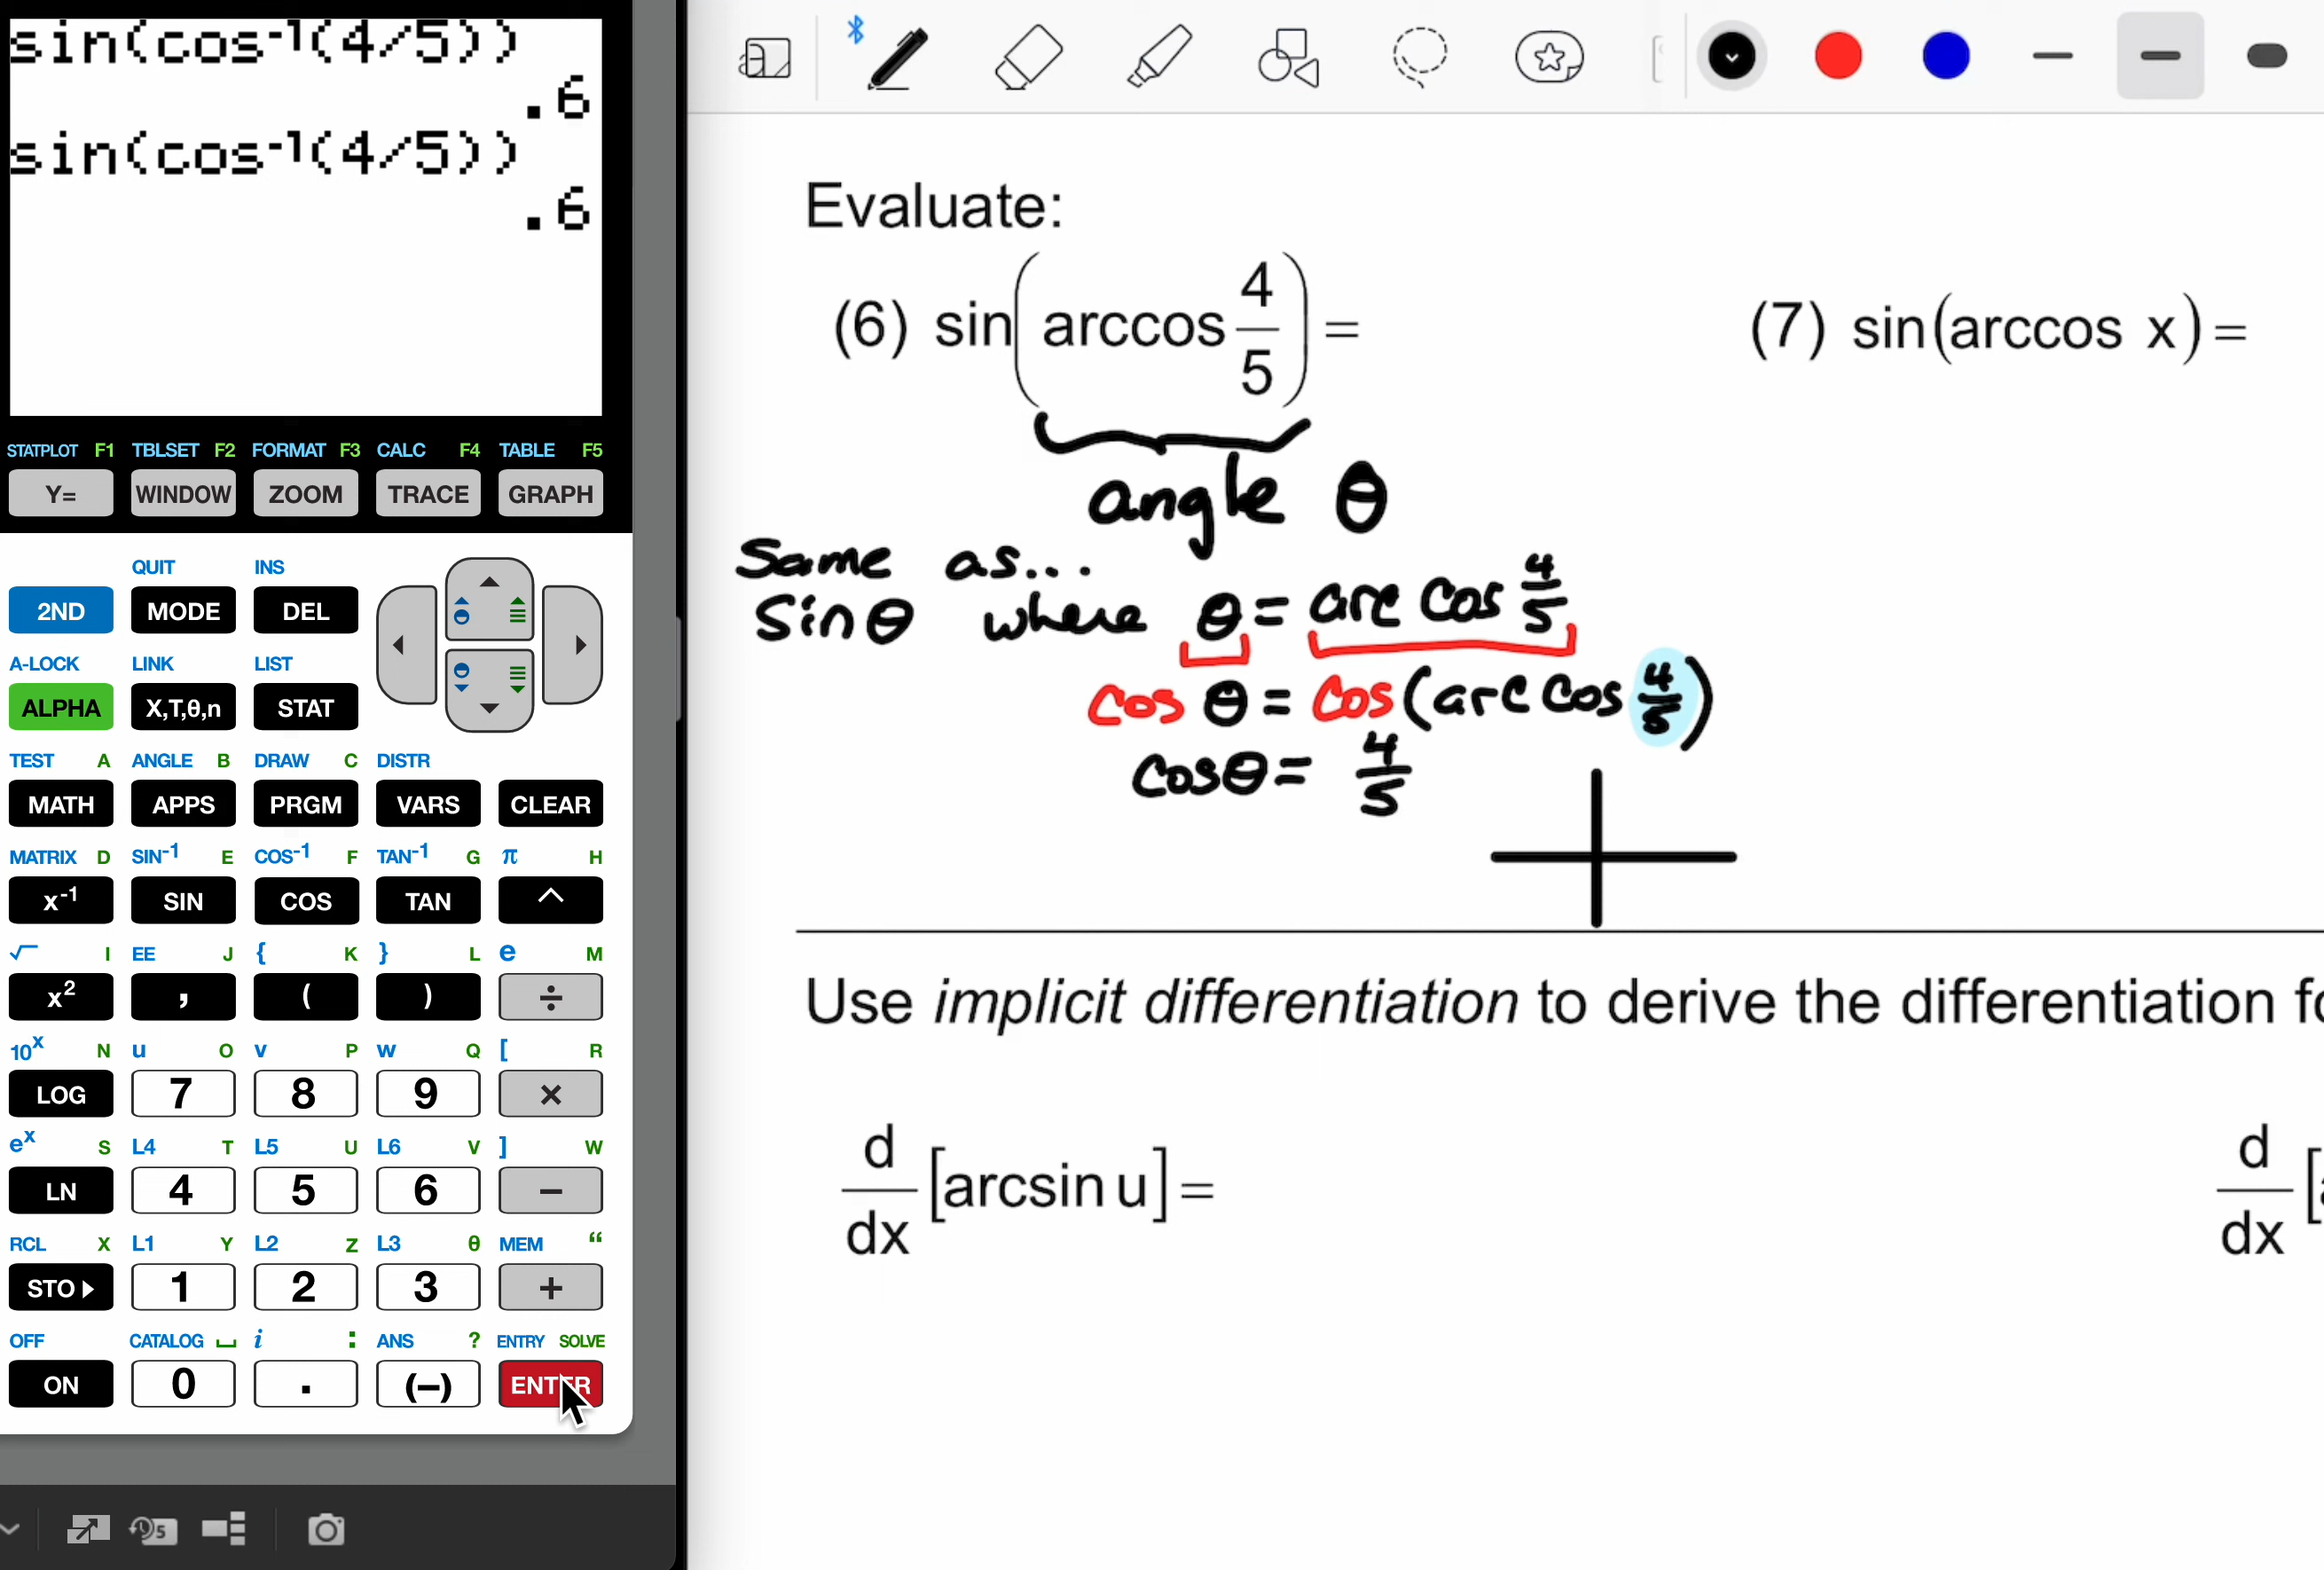 sin(cos⁻¹(4/5))
.6
sin(cos⁻¹(4/5))
.6
STATPLOT F1 TBLSET F2 FORMAT F3 CALC F4 TABLE F5
Y= WINDOW ZOOM TRACE GRAPH
QUIT INS
2ND MODE DEL
A-LOCK LINK LIST
ALPHA X,T,θ,n STAT
TEST A ANGLE B DRAW C DISTR
MATH APPS PRGM VARS CLEAR
MATRIX D SIN⁻¹ E COS⁻¹ F TAN⁻¹ G π H
x⁻¹ SIN COS TAN ^
√ I EE J { K } L e M
x² , ( ) ÷
10ˣ N u O v P w Q [ R
LOG 7 8 9 ×
eˣ S L4 T L5 U L6 V ] W
LN 4 5 6 −
RCL X L1 Y L2 Z L3 θ MEM “
STO▸ 1 2 3 +
OFF CATALOG ⎵ i : ANS ? ENTRY SOLVE
ON 0 . (−) ENTER
Evaluate:
(6) sin(arccos 4/5) = (7) sin(arccos x) =
angle θ
Same as...
sin θ where θ = arc cos 4/5
cos θ = cos(arc cos 4/5)
cos θ = 4/5
Use implicit differentiation to derive the differentiation
d/dx [arcsin u] = d/dx [